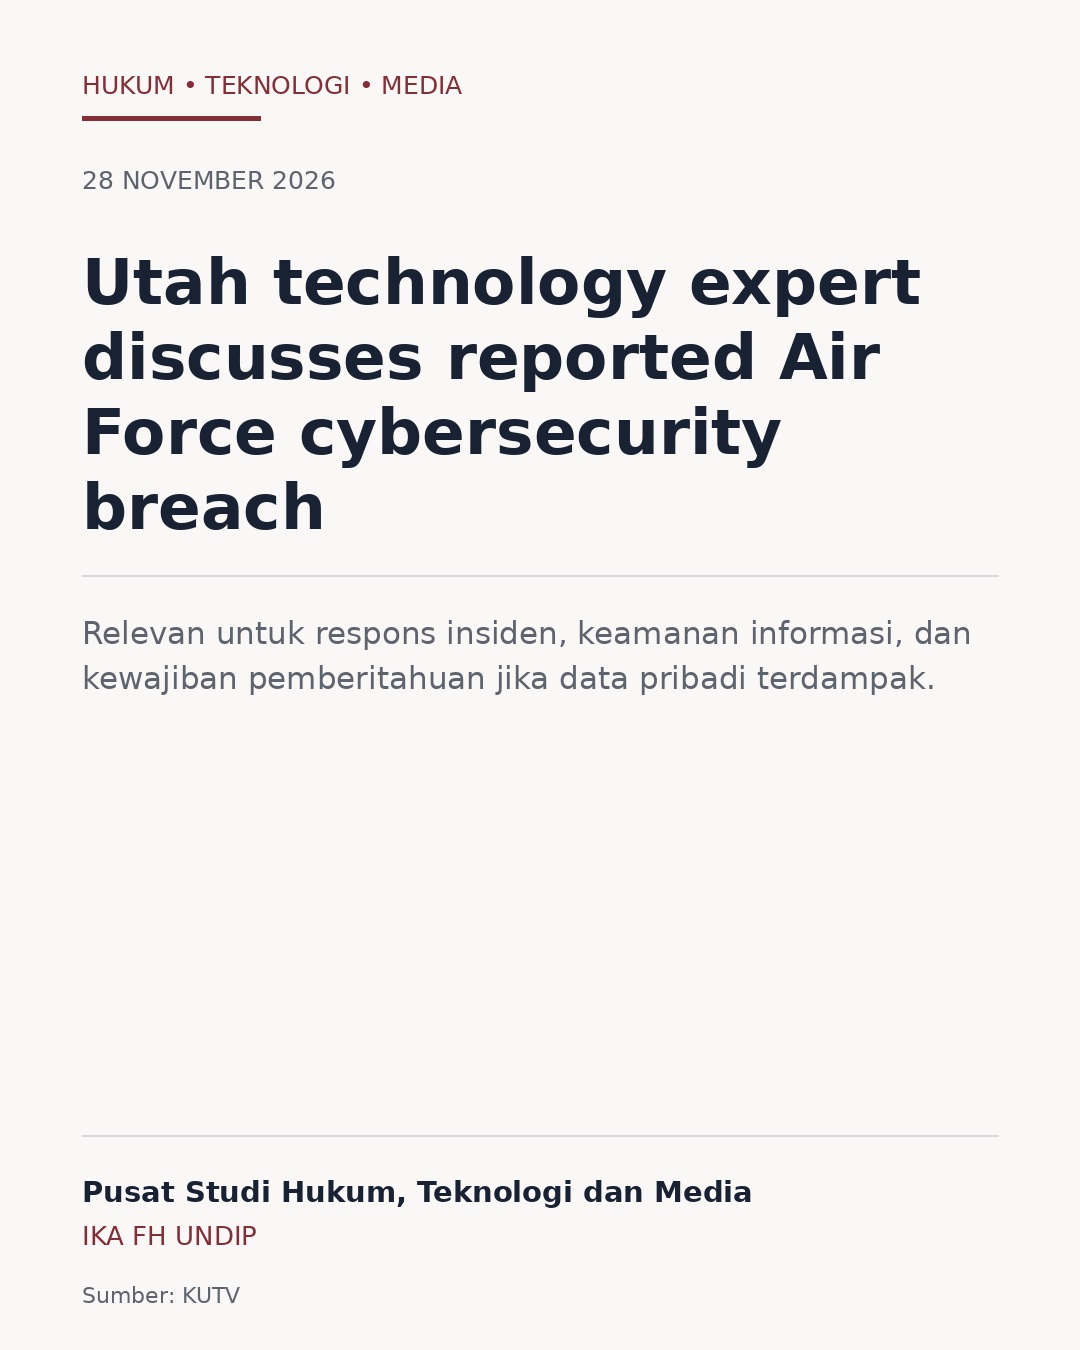 HUKUM • TEKNOLOGI • MEDIA
28 NOVEMBER 2026
Utah technology expert
discusses reported Air
Force cybersecurity
breach
Relevan untuk respons insiden, keamanan informasi, dan
kewajiban pemberitahuan jika data pribadi terdampak.
Pusat Studi Hukum, Teknologi dan Media
IKA FH UNDIP
Sumber: KUTV